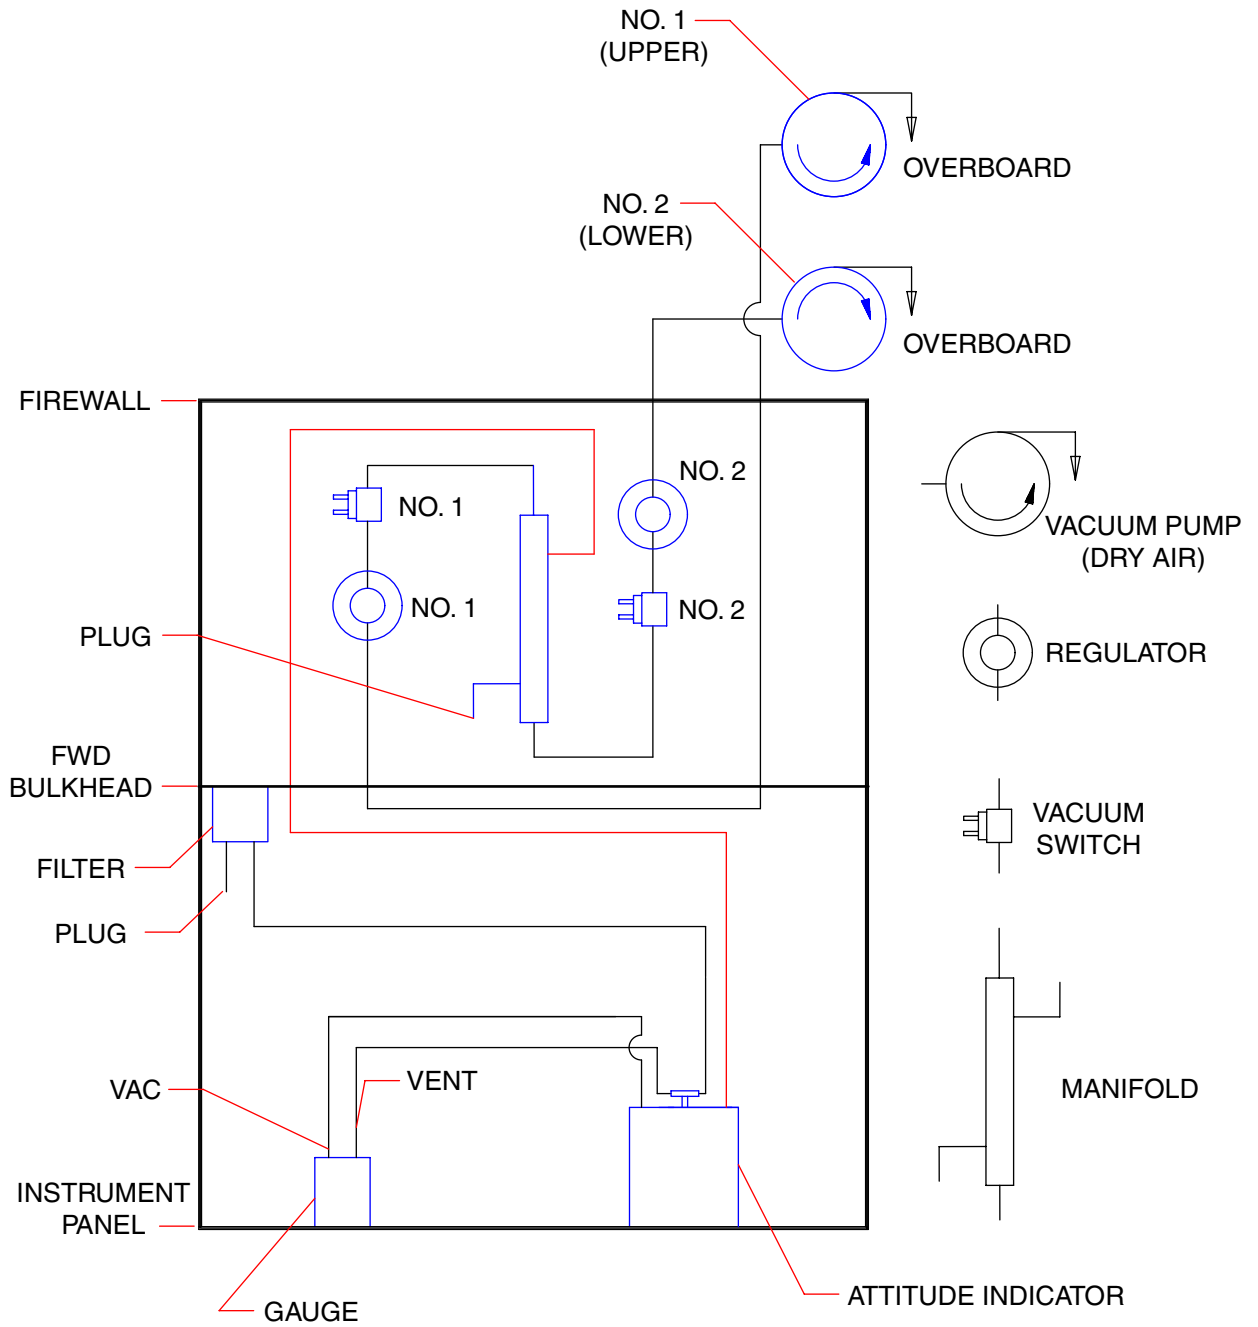 NO. 1
(UPPER)
OVERBOARD
NO. 2
(LOWER)
OVERBOARD
FIREWALL
NO. 1
NO. 2
NO. 1
NO. 2
PLUG
VACUUM PUMP
(DRY AIR)
REGULATOR
FWD
BULKHEAD
VACUUM
SWITCH
FILTER
PLUG
VAC
VENT
MANIFOLD
INSTRUMENT
PANEL
GAUGE
ATTITUDE INDICATOR